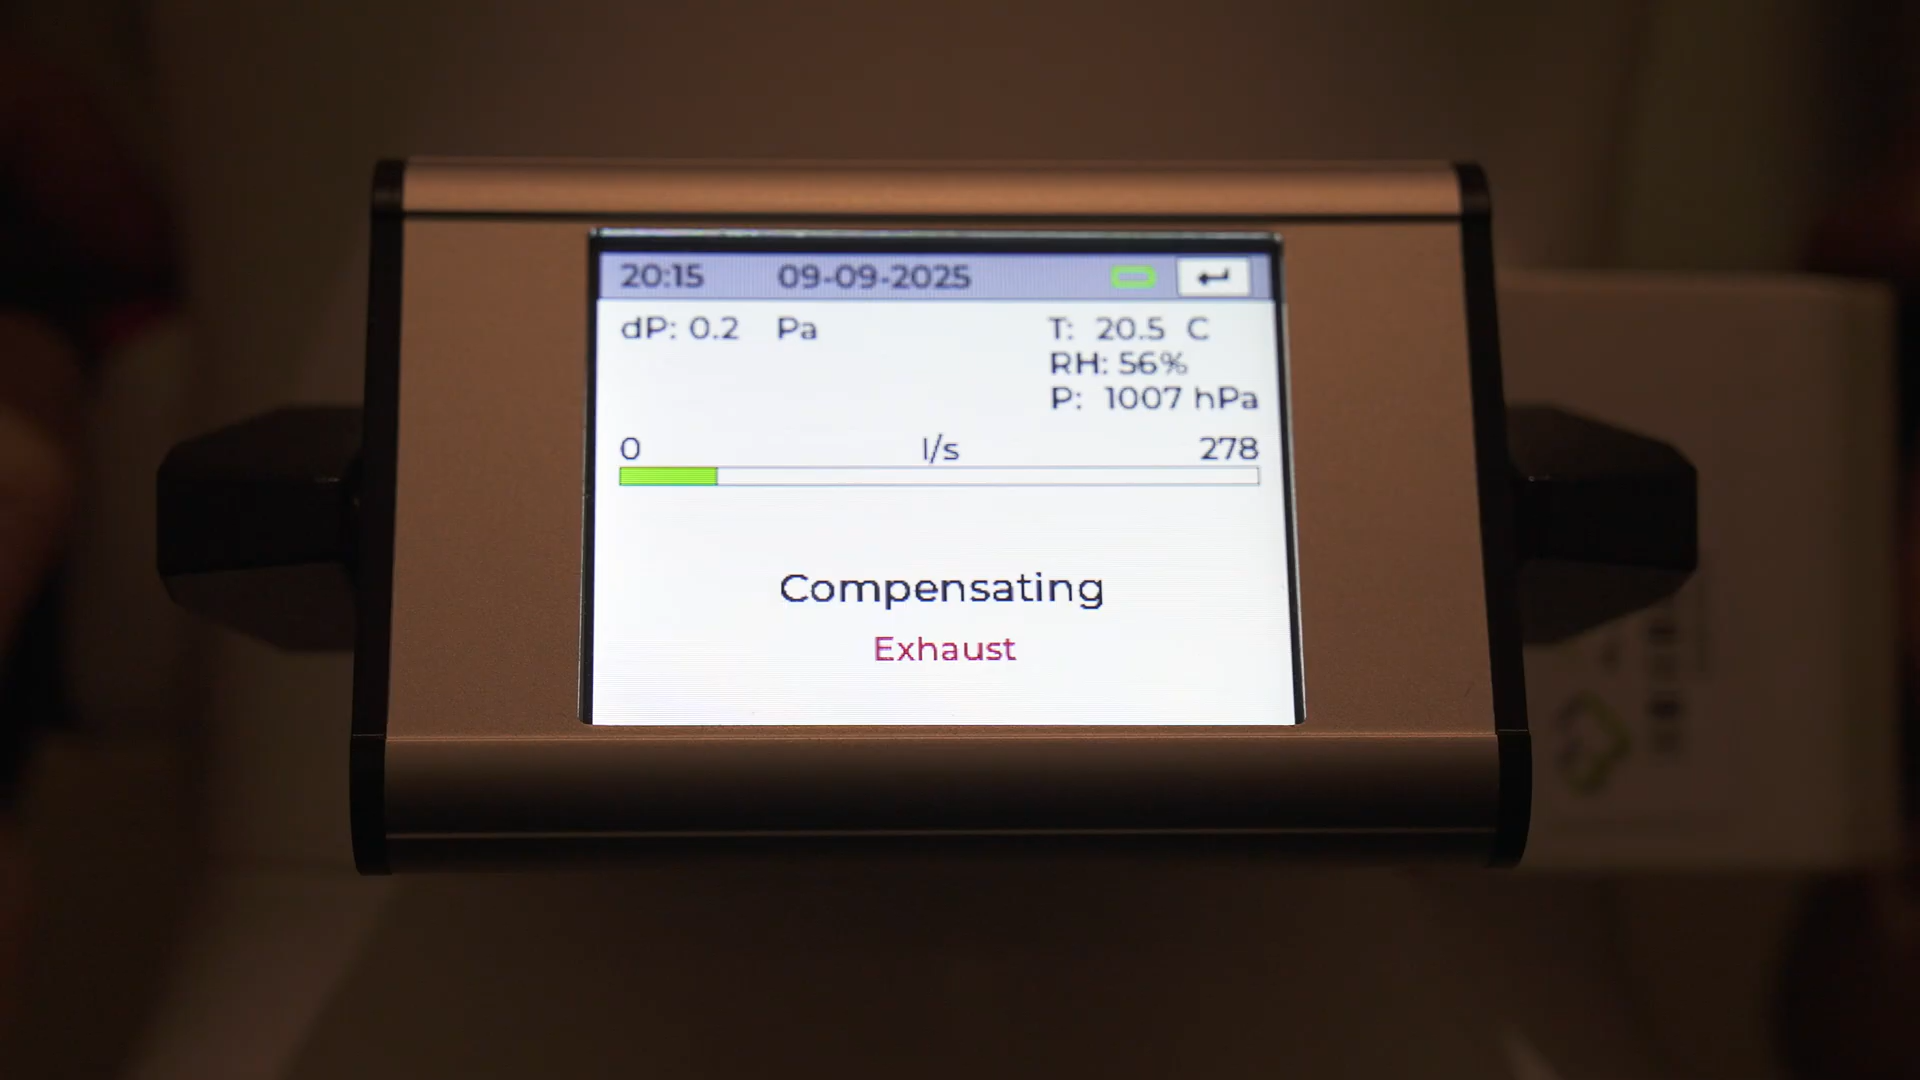 20:15 09-09-2025
dP: 0.2 Pa T: 20.5 C
RH: 56%
P: 1007 hPa
0 l/s 278
Compensating
Exhaust